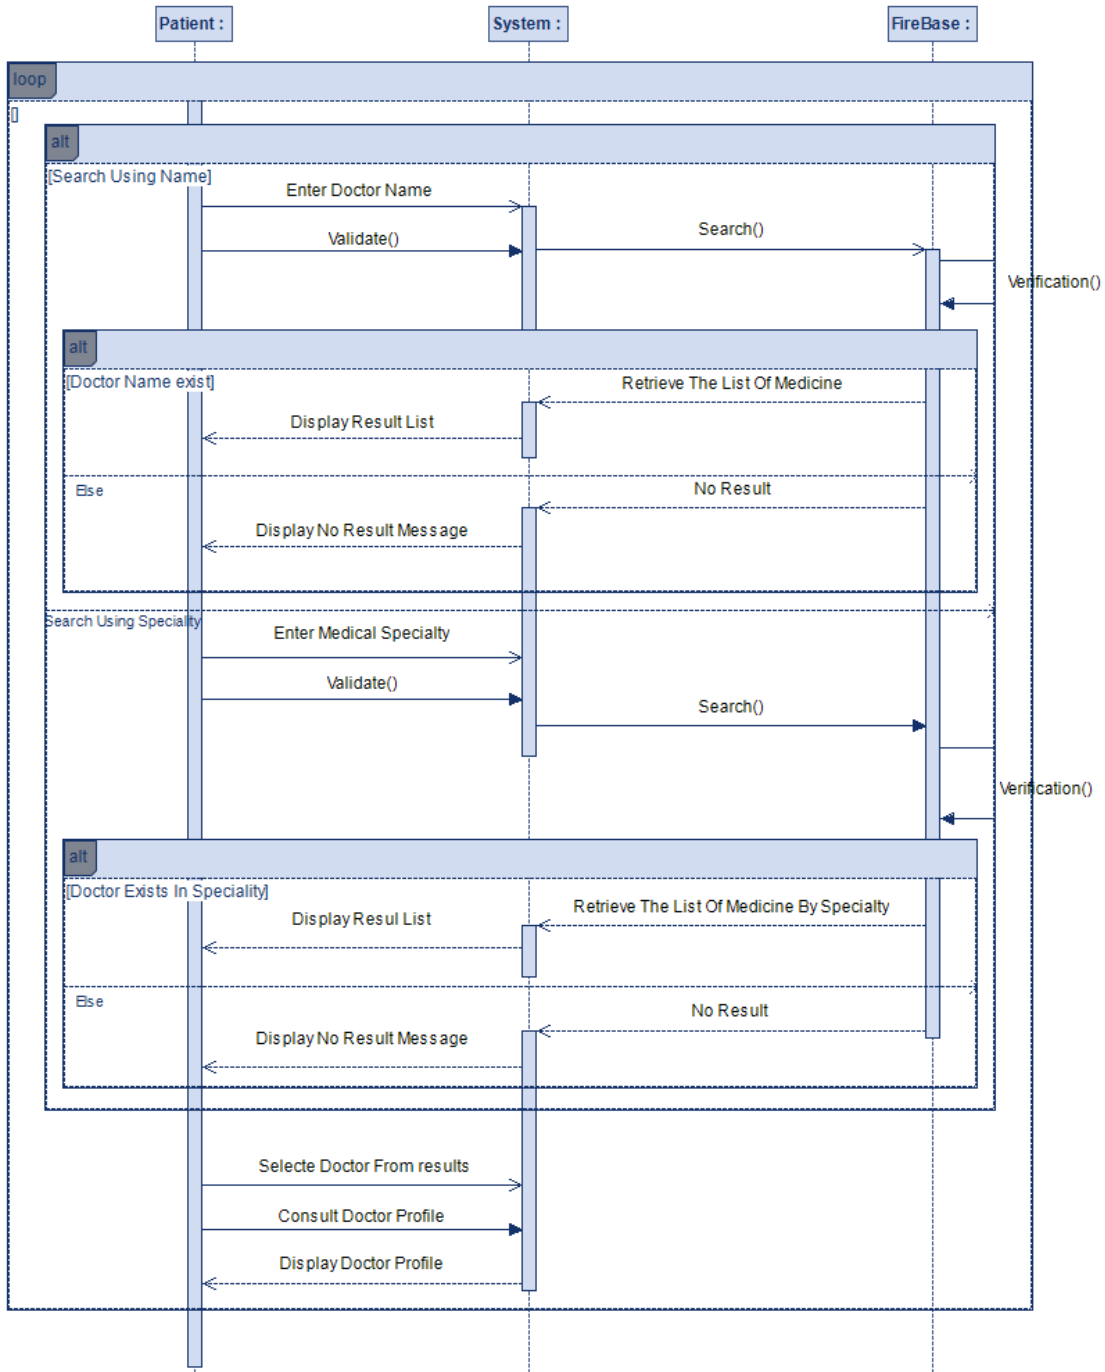 Patient :
System :
FireBase :
loop
[]
alt
[Search Using Name]
Enter Doctor Name
Validate()
Search()
Verification()
alt
[Doctor Name exist]
Retrieve The List Of Medicine
Display Result List
Else
No Result
Display No Result Message
Search Using Speciality
Enter Medical Specialty
Validate()
Search()
Verification()
alt
[Doctor Exists In Speciality]
Retrieve The List Of Medicine By Specialty
Display Resul List
Else
No Result
Display No Result Message
Selecte Doctor From results
Consult Doctor Profile
Display Doctor Profile